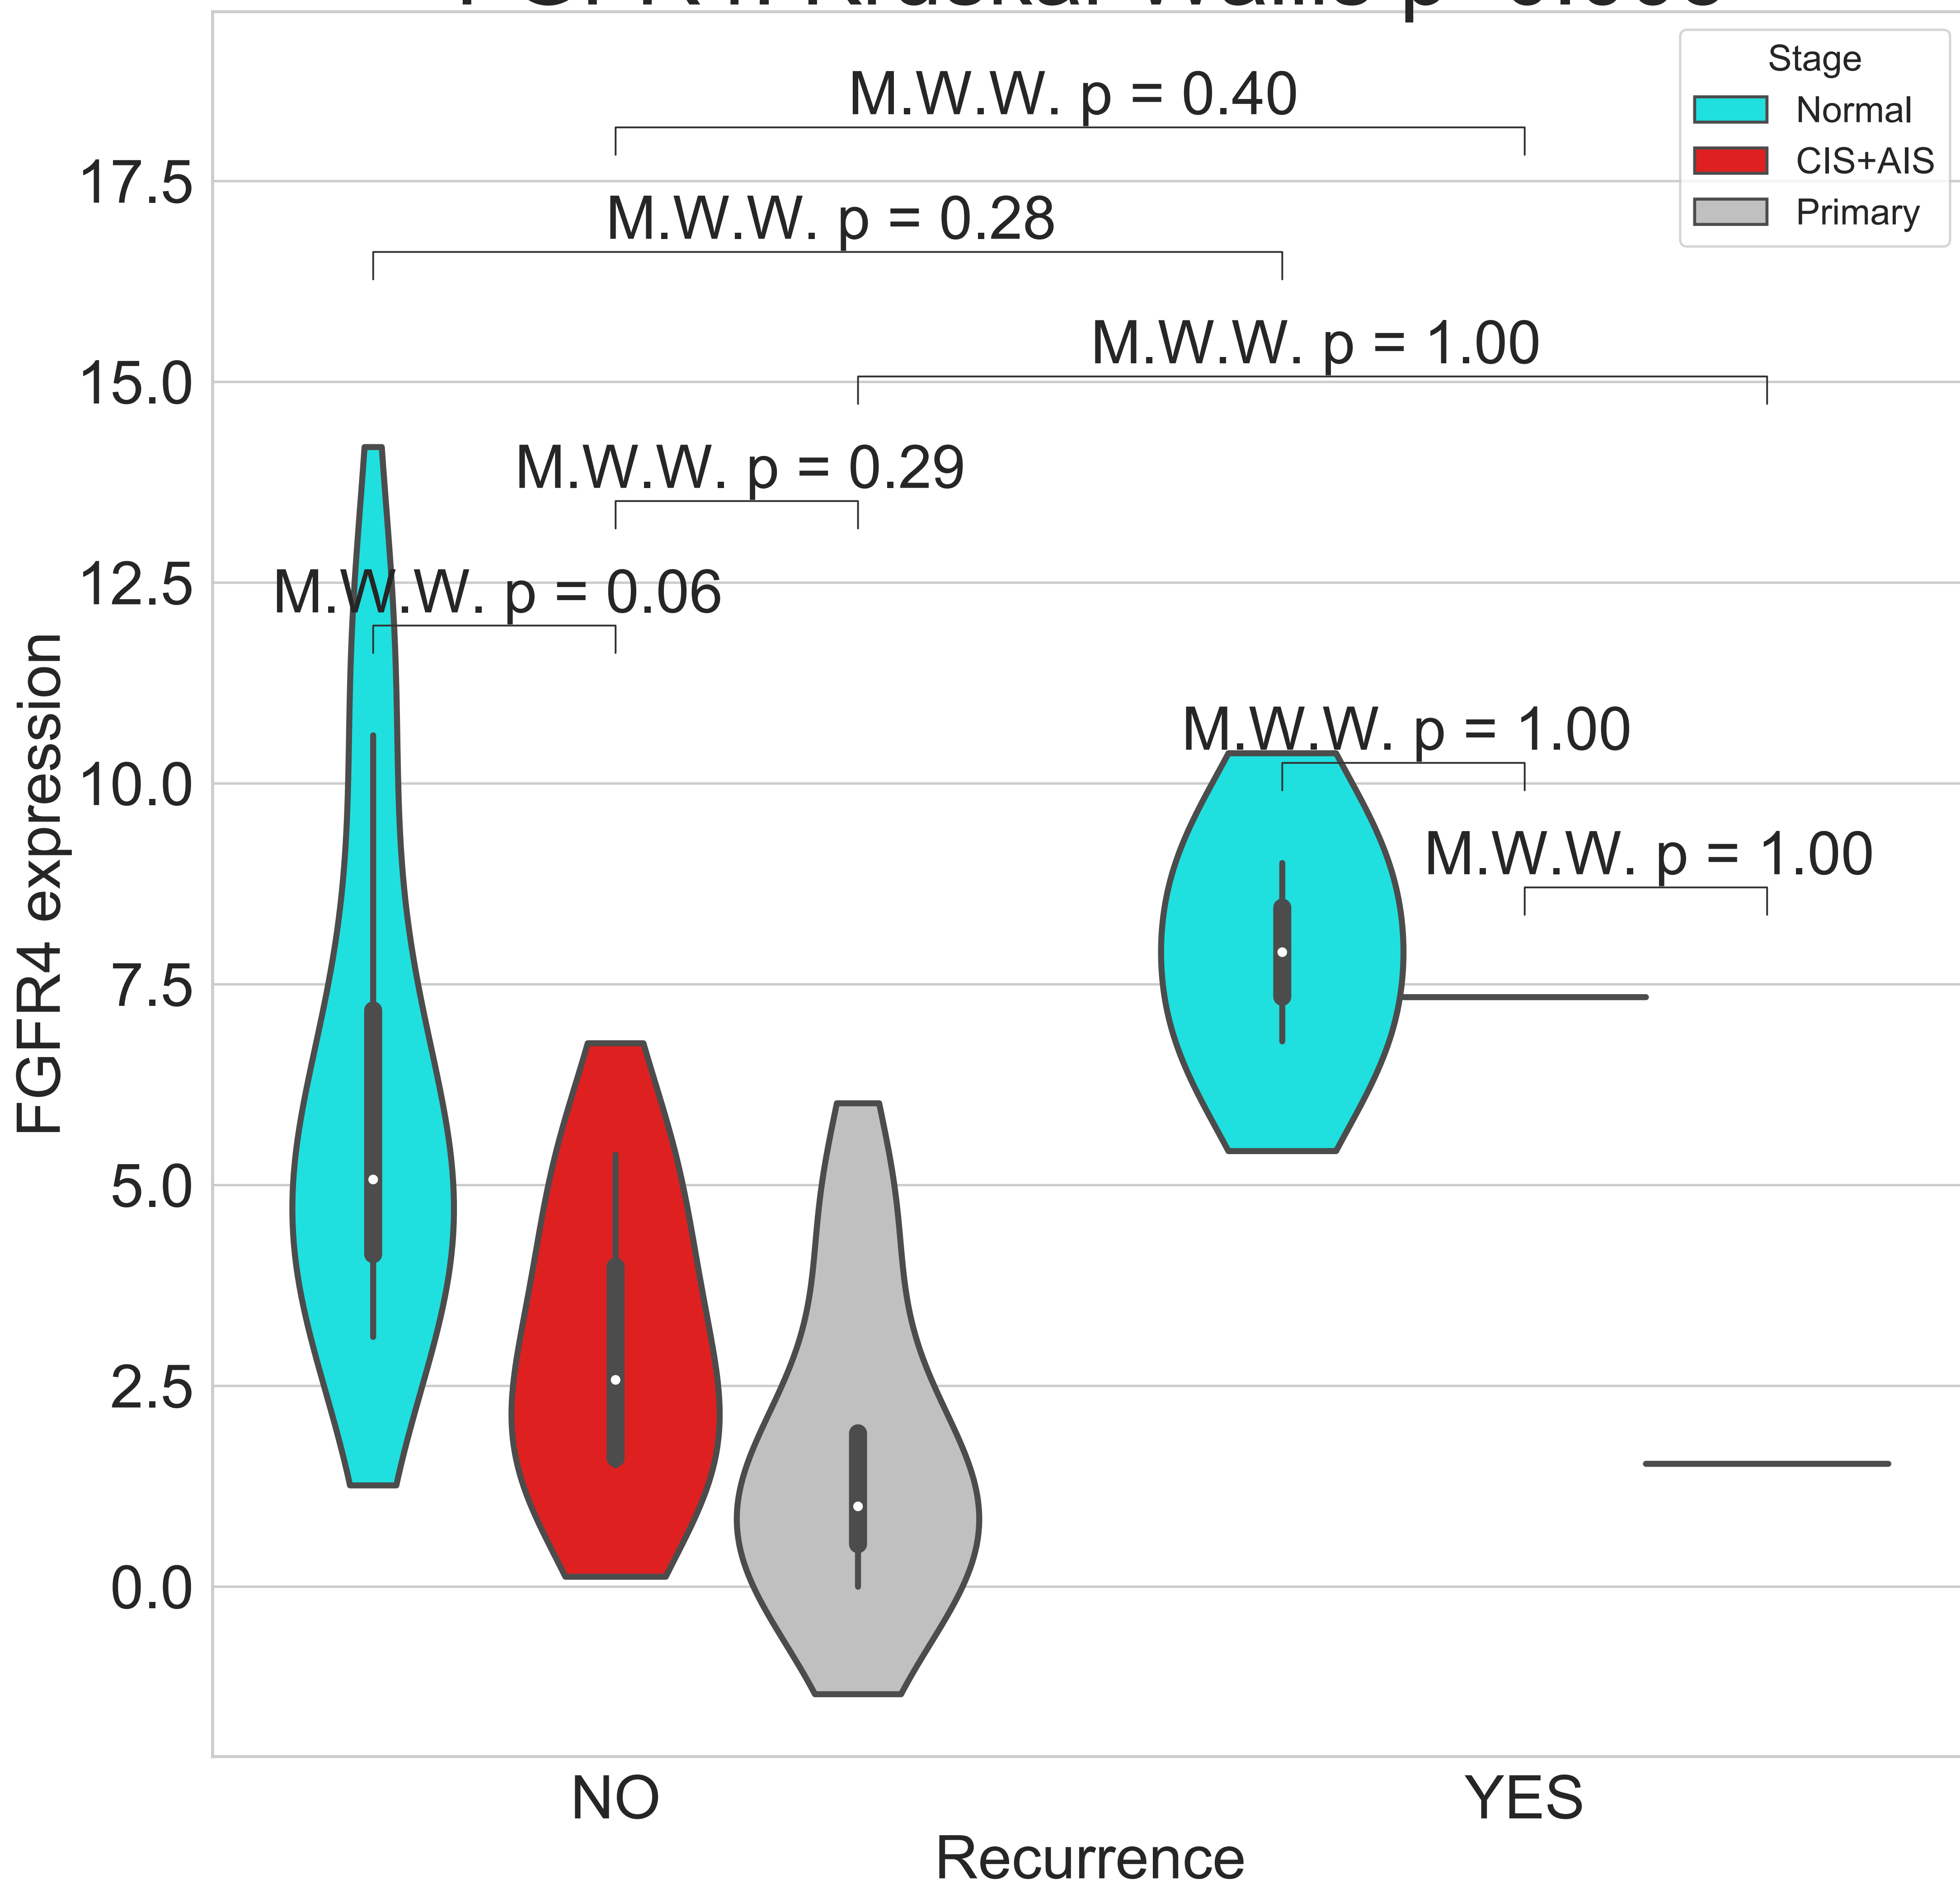 Stage
Normal
CIS+AIS
Primary
M.W.W. p = 0.40
17.5
M.W.W. p = 0.28
M.W.W. p = 1.00
15.0
M.W.W. p = 0.29
12.5
M.W.W. p = 0.06
M.W.W. p = 1.00
10.0
M.W.W. p = 1.00
7.5
5.0
2.5
0.0
FGFR4 expression
NO
YES
Recurrence